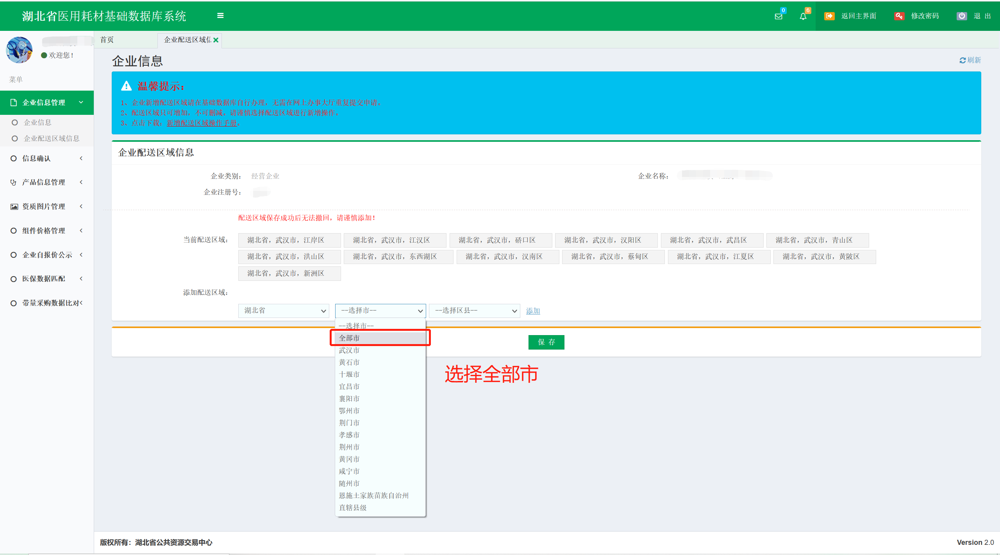 湖北省医用耗材基础数据库系统
0
6
返回主界面
修改密码
退 出
欢迎您！
菜单
企业信息管理
企业信息
企业配送区域信息
信息确认
产品信息管理
资质图片管理
组件价格管理
企业自报价公示
医保数据匹配
带量采购数据比对
首页
企业配送区域信
企业信息
刷新
温馨提示：
1、企业新增配送区域请在基础数据库自行办理，无需在网上办事大厅重复提交申请。
2、配送区域只可增加，不可删减。请谨慎选择配送区域进行新增操作。
3、点击下载：新增配送区域操作手册。
企业配送区域信息
企业类别： 经营企业
企业名称：
企业注册号：
配送区域保存成功后无法撤回，请谨慎添加！
当前配送区域： 湖北省，武汉市，江岸区 湖北省，武汉市，江汉区 湖北省，武汉市，硚口区 湖北省，武汉市，汉阳区 湖北省，武汉市，武昌区 湖北省，武汉市，青山区
湖北省，武汉市，洪山区 湖北省，武汉市，东西湖区 湖北省，武汉市，汉南区 湖北省，武汉市，蔡甸区 湖北省，武汉市，江夏区 湖北省，武汉市，黄陂区
湖北省，武汉市，新洲区
添加配送区域：
湖北省 --选择市-- --选择区县-- 添加
--选择市--
全部市
武汉市
黄石市
十堰市
宜昌市
襄阳市
鄂州市
荆门市
孝感市
荆州市
黄冈市
咸宁市
随州市
恩施土家族苗族自治州
直辖县级
保 存
选择全部市
版权所有：湖北省公共资源交易中心
Version 2.0